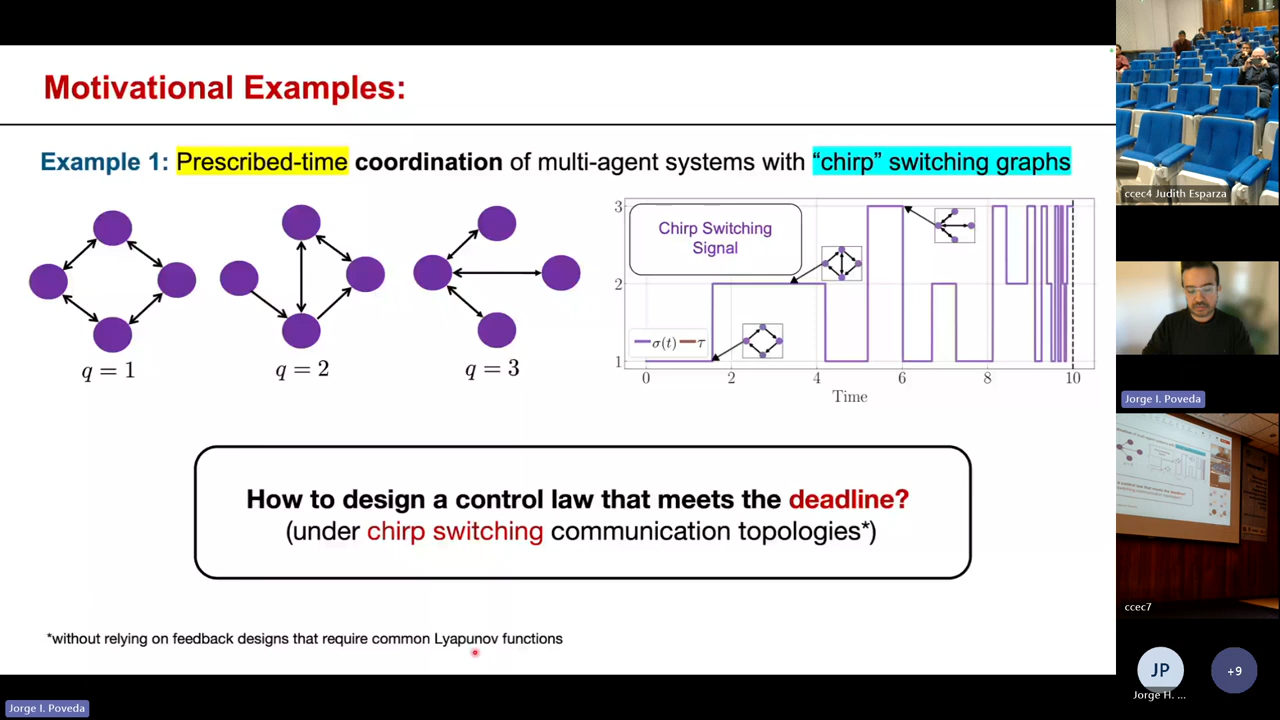 Motivational Examples:
Example 1: Prescribed-time coordination of multi-agent systems with “chirp” switching graphs
q = 1
q = 2
q = 3
3
2
1
Chirp Switching
Signal
σ(t) τ
0 2 4 6 8 10
Time
How to design a control law that meets the deadline?
(under chirp switching communication topologies*)
*without relying on feedback designs that require common Lyapunov functions
Jorge I. Poveda
ccec4 Judith Esparza
Jorge I. Poveda
ccec7
JP
Jorge H. ...
+9